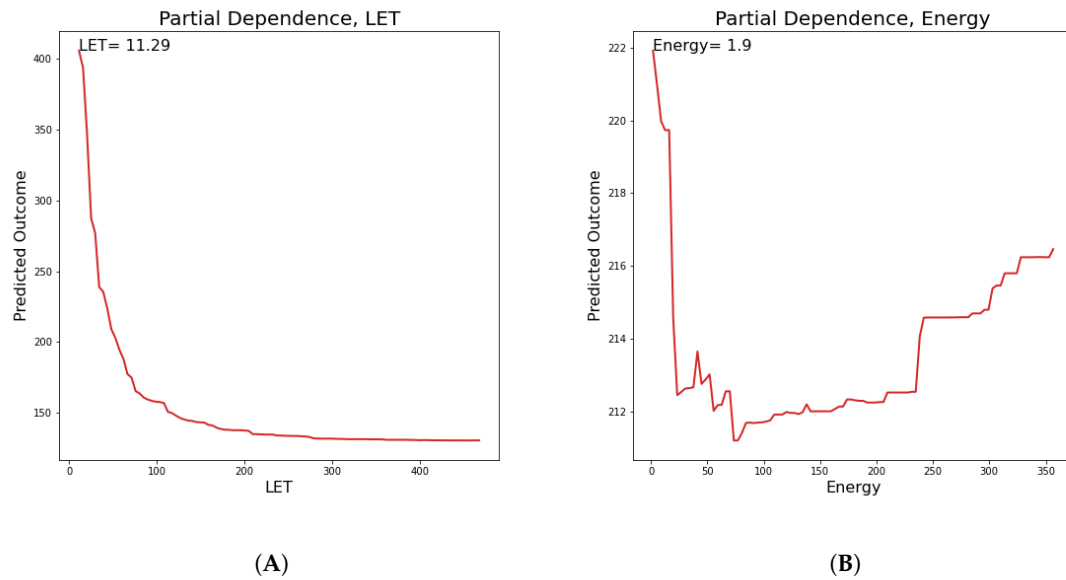 Partial Dependence, LET
LET= 11.29
400
350
300
250
200
150
Predicted Outcome
0 100 200 300 400
LET
(A)
Partial Dependence, Energy
Energy= 1.9
222
220
218
216
214
212
Predicted Outcome
0 50 100 150 200 250 300 350
Energy
(B)